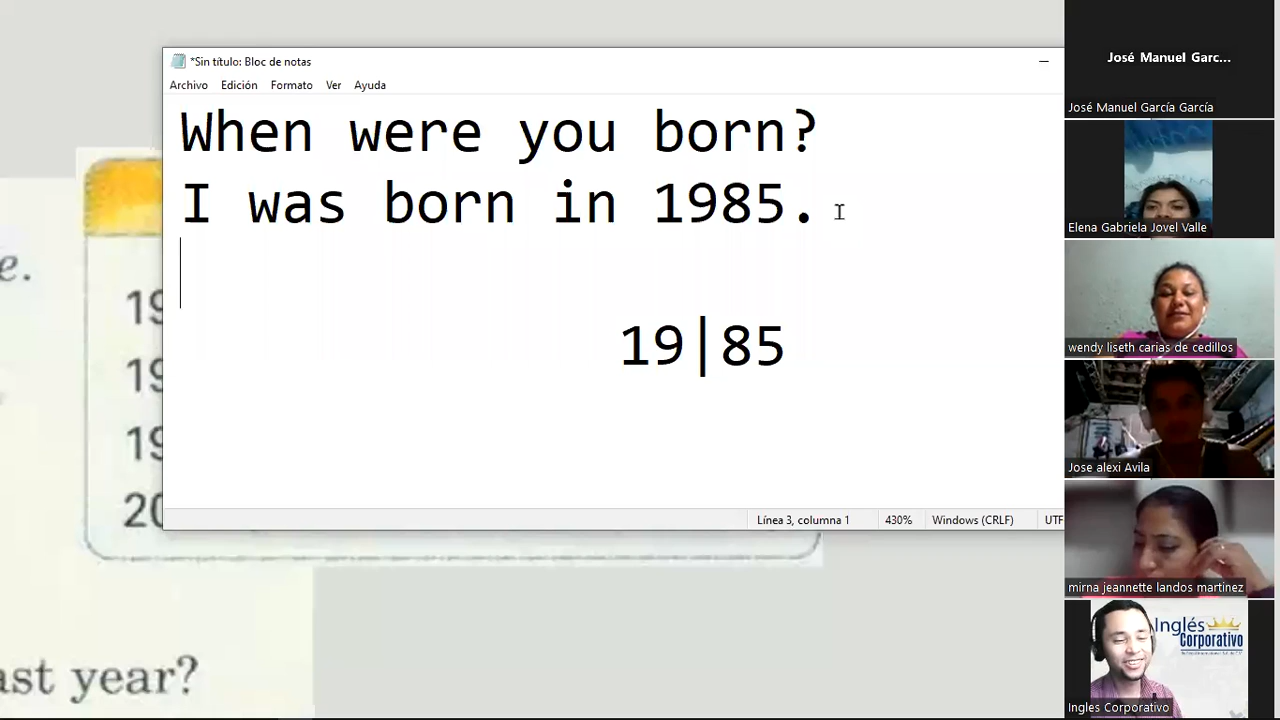 *Sin título: Bloc de notas
Archivo Edición Formato Ver Ayuda
When were you born?
I was born in 1985.
19|85
Línea 3, columna 1 430% Windows (CRLF) UTF
e.
19
19
19
20
ast year?
José Manuel Garc...
José Manuel García García
Elena Gabriela Jovel Valle
wendy liseth carias de cedillos
Jose alexi Avila
mirna jeannette landos martinez
Inglés
Corporativo
Ingles Corporativo